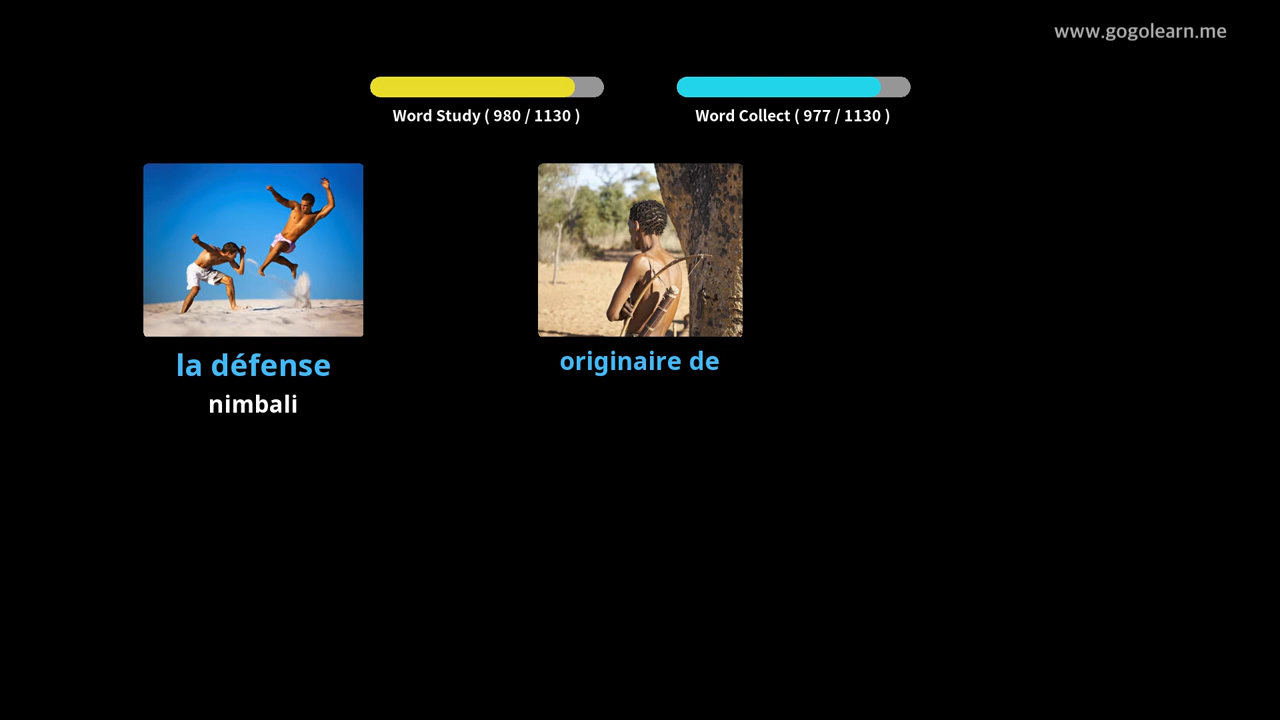 www.gogolearn.me
Word Study ( 980 / 1130 )
Word Collect ( 977 / 1130 )
la défense
nimbali
originaire de